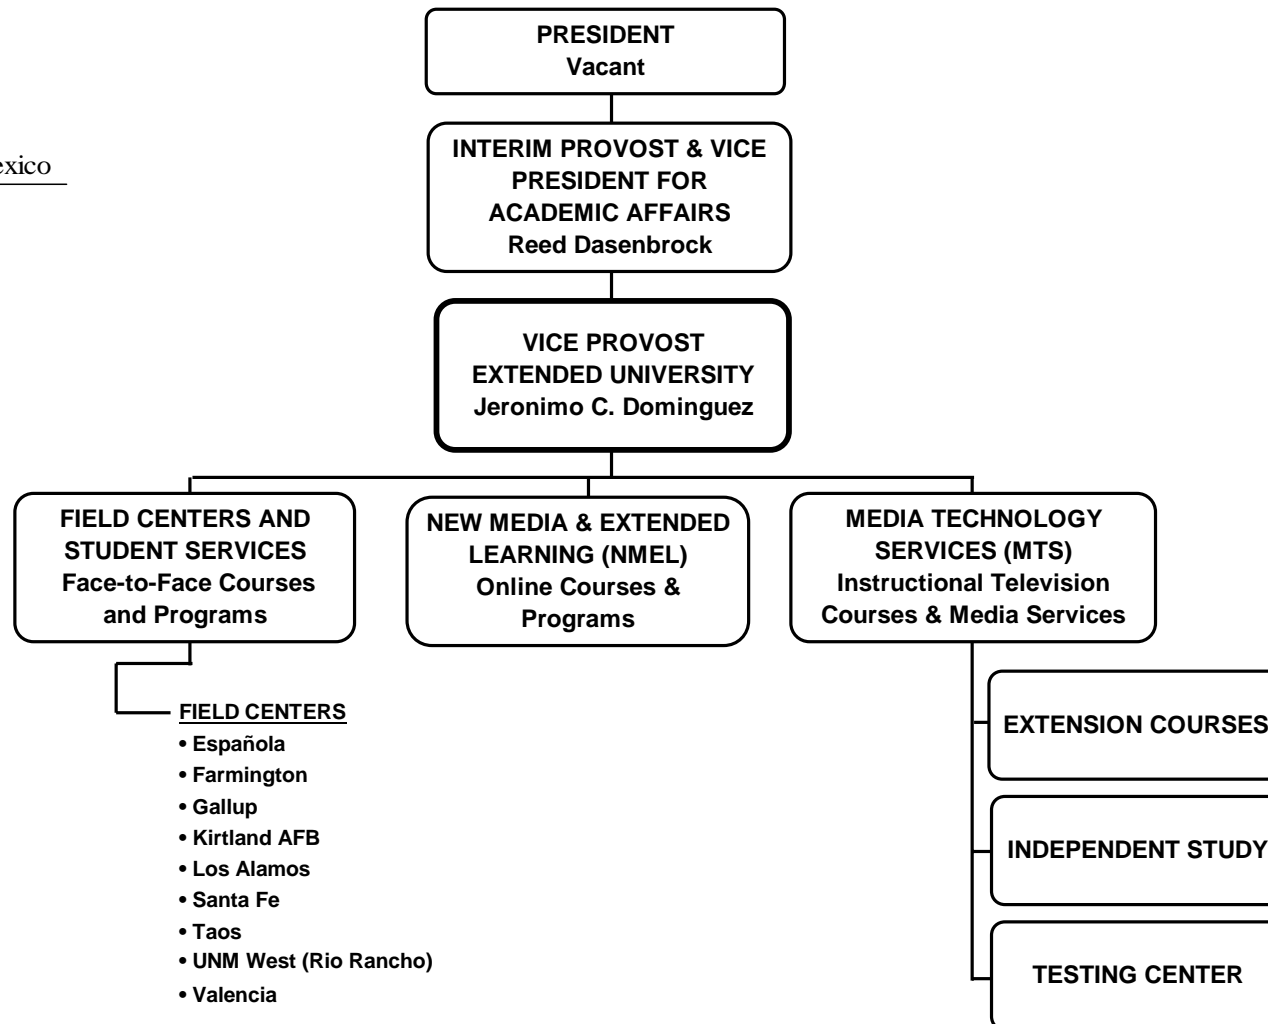 PRESIDENT
Vacant
exico
INTERIM PROVOST & VICE
PRESIDENT FOR
ACADEMIC AFFAIRS
Reed Dasenbrock
VICE PROVOST
EXTENDED UNIVERSITY
Jeronimo C. Dominguez
FIELD CENTERS AND
STUDENT SERVICES
Face-to-Face Courses
and Programs
NEW MEDIA & EXTENDED
LEARNING (NMEL)
Online Courses &
Programs
MEDIA TECHNOLOGY
SERVICES (MTS)
Instructional Television
Courses & Media Services
FIELD CENTERS
• Española
• Farmington
• Gallup
• Kirtland AFB
• Los Alamos
• Santa Fe
• Taos
• UNM West (Rio Rancho)
• Valencia
EXTENSION COURSES
INDEPENDENT STUDY
TESTING CENTER